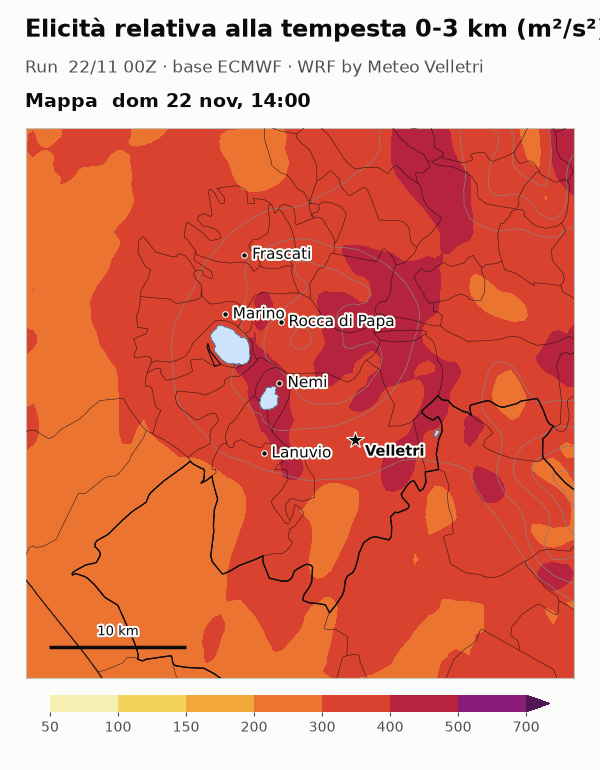 Elicità relativa alla tempesta 0-3 km (m²/s²)
Run 22/11 00Z · base ECMWF · WRF by Meteo Velletri
Mappa dom 22 nov, 14:00
Frascati
Marino
Rocca di Papa
Nemi
Lanuvio
Velletri
10 km
50 100 150 200 300 400 500 700